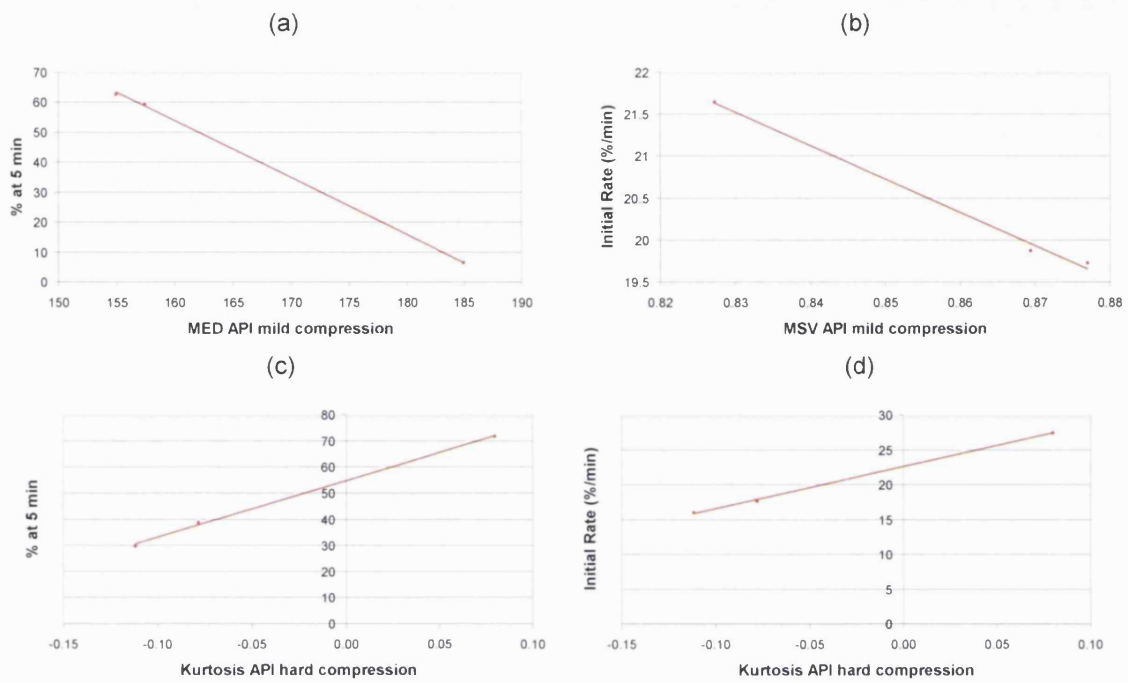 (a)
70
60
50
40
30
20
10
0
% at 5 min
150 155 160 165 170 175 180 185 190
MED API mild compression
(b)
22
21.5
21
20.5
20
19.5
Initial Rate (%/min)
0.82 0.83 0.84 0.85 0.86 0.87 0.88
MSV API mild compression
(c)
80
70
60
50
40
30
20
10
0
% at 5 min
-0.15 -0.10 -0.05 0.00 0.05 0.10
Kurtosis API hard compression
(d)
30
25
20
15
10
5
0
Initial Rate (%/min)
-0.15 -0.10 -0.05 0.00 0.05 0.10
Kurtosis API hard compression